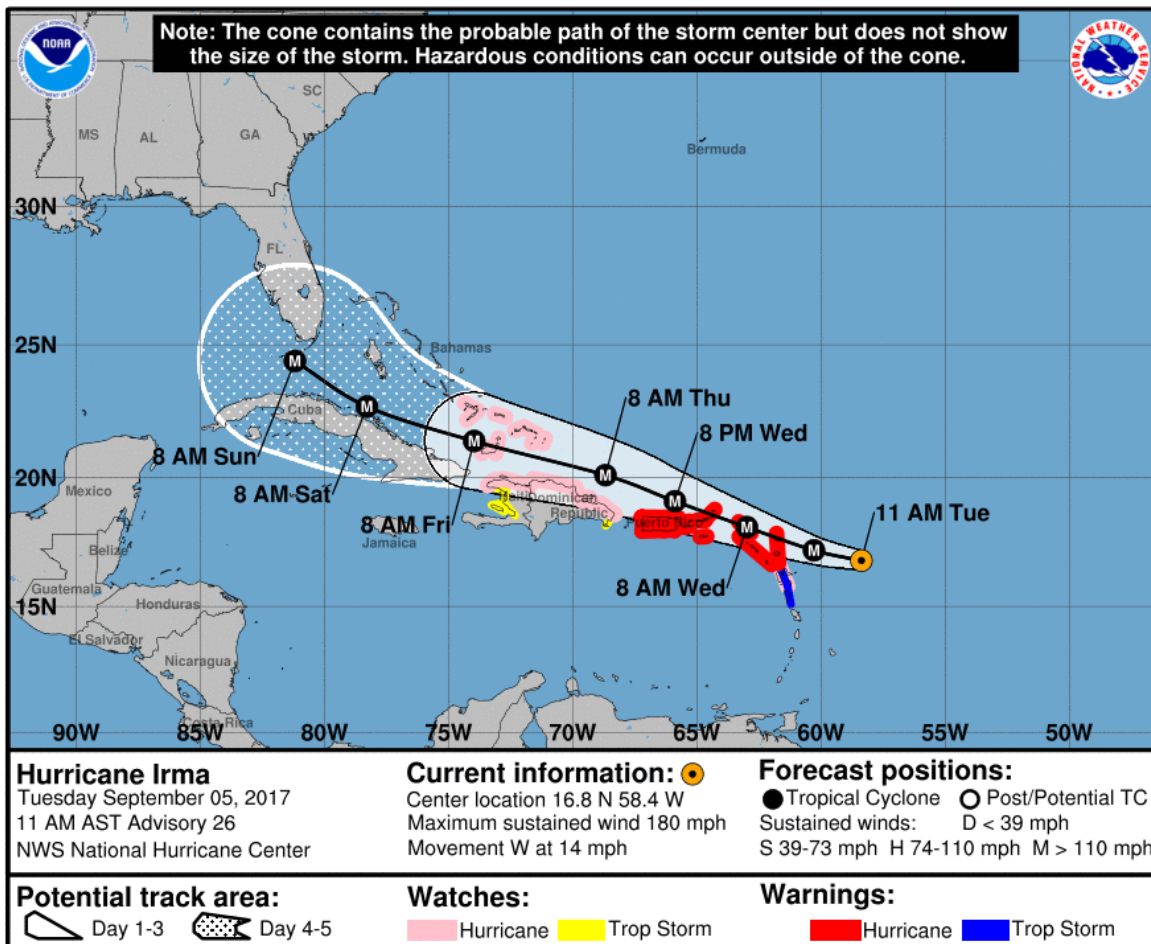 Note: The cone contains the probable path of the storm center but does not show
the size of the storm. Hazardous conditions can occur outside of the cone.
NOAA
NATIONAL WEATHER SERVICE
SC
MS
AL
GA
Bermuda
30N
FL
25N
Bahamas
8 AM Thu
Cuba
8 PM Wed
8 AM Sun
20N
8 AM Sat
Mexico
Haiti
Dominican
Republic
8 AM Fri
Puerto Rico
11 AM Tue
Jamaica
Belize
8 AM Wed
Guatemala
Honduras
15N
El Salvador
Nicaragua
Costa Rica
90W
85W
80W
75W
70W
65W
60W
55W
50W
M
M
M
M
M
M
M
Hurricane Irma
Tuesday September 05, 2017
11 AM AST Advisory 26
NWS National Hurricane Center
Current information:
Center location 16.8 N 58.4 W
Maximum sustained wind 180 mph
Movement W at 14 mph
Forecast positions:
Tropical Cyclone
Post/Potential TC
Sustained winds: D < 39 mph
S 39-73 mph H 74-110 mph M > 110 mph
Potential track area:
Day 1-3
Day 4-5
Watches:
Hurricane
Trop Storm
Warnings:
Hurricane
Trop Storm